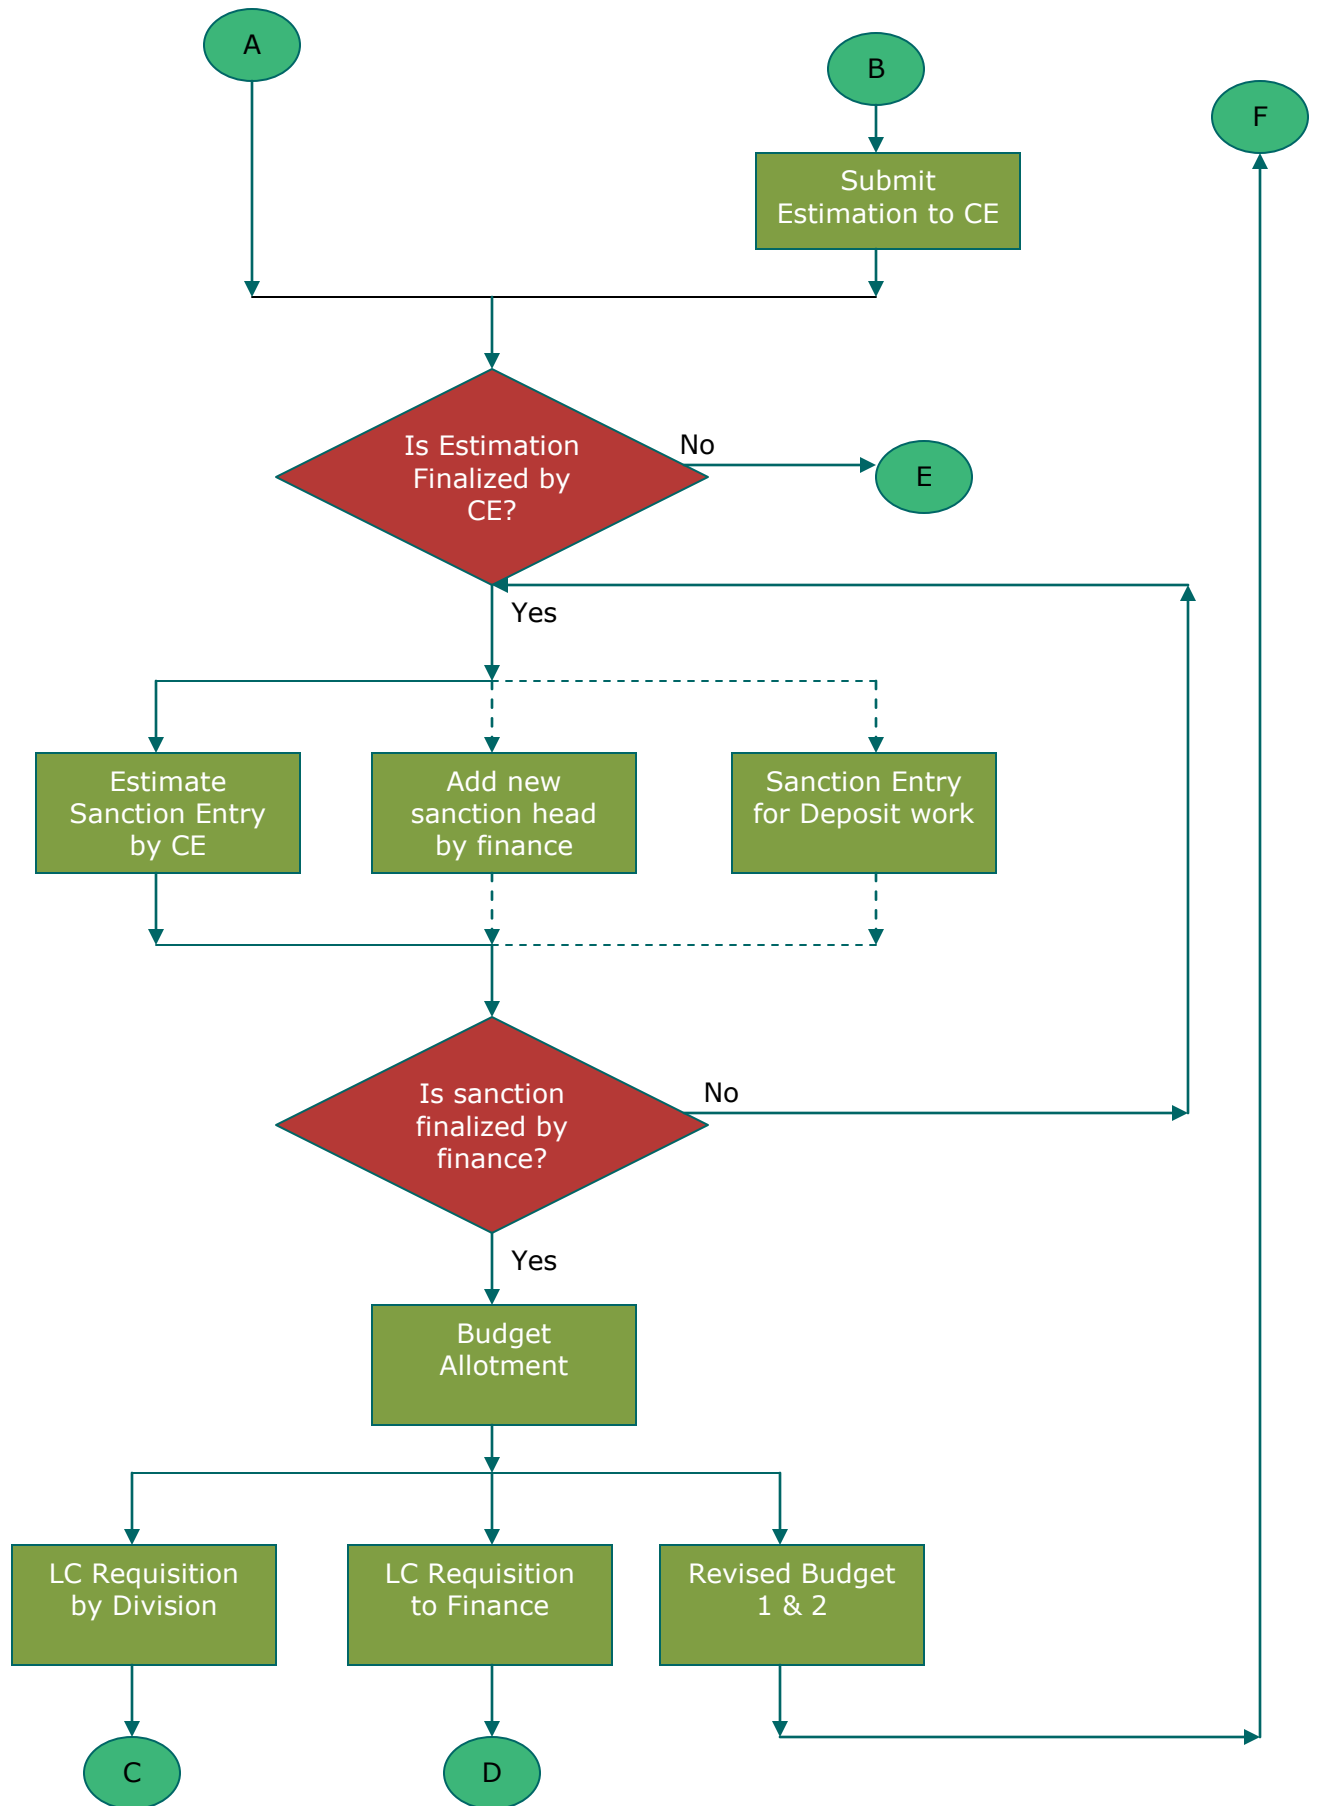 A
B
F
Submit
Estimation to CE
Is Estimation
Finalized by
CE?
No
E
Yes
Estimate
Sanction Entry
by CE
Add new
sanction head
by finance
Sanction Entry
for Deposit work
Is sanction
finalized by
finance?
No
Yes
Budget
Allotment
LC Requisition
by Division
LC Requisition
to Finance
Revised Budget
1 & 2
C
D